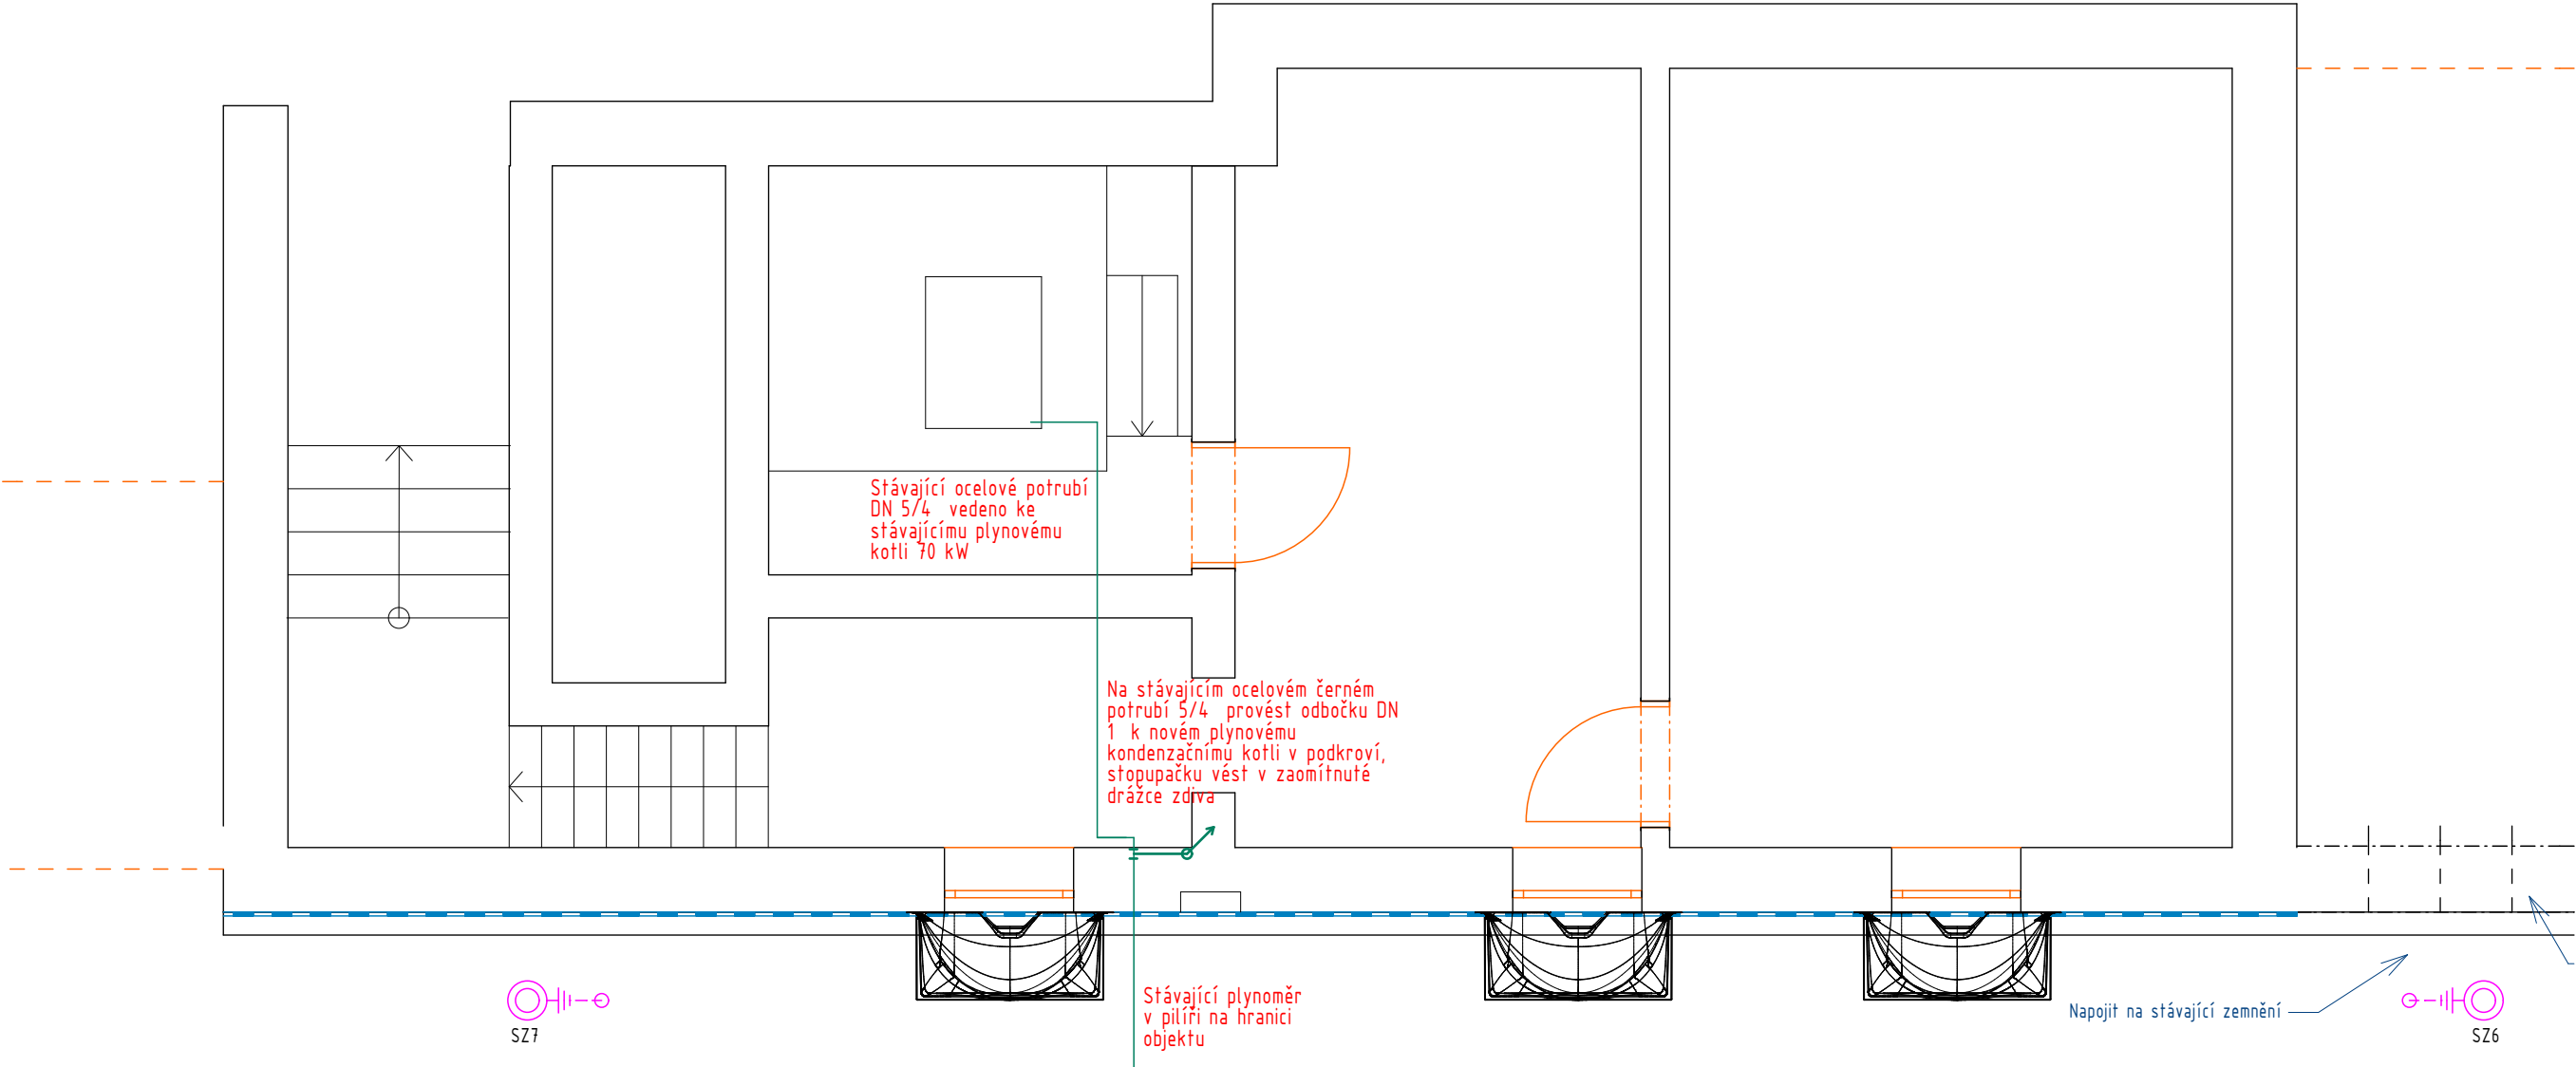 Stávající ocelové potrubí
DN 5/4 vedeno ke
stávajícímu plynovému
kotli 70 kW
Na stávajícím ocelovém černém
potrubí 5/4 provést odbočku DN
1 k novém plynovému
kondenzačnímu kotli v podkroví,
stopupačku vést v zaomítnuté
drážce zdiva
Stávající plynoměr
v pilíři na hranici
objektu
Napojit na stávající zemnění
SZ7
SZ6